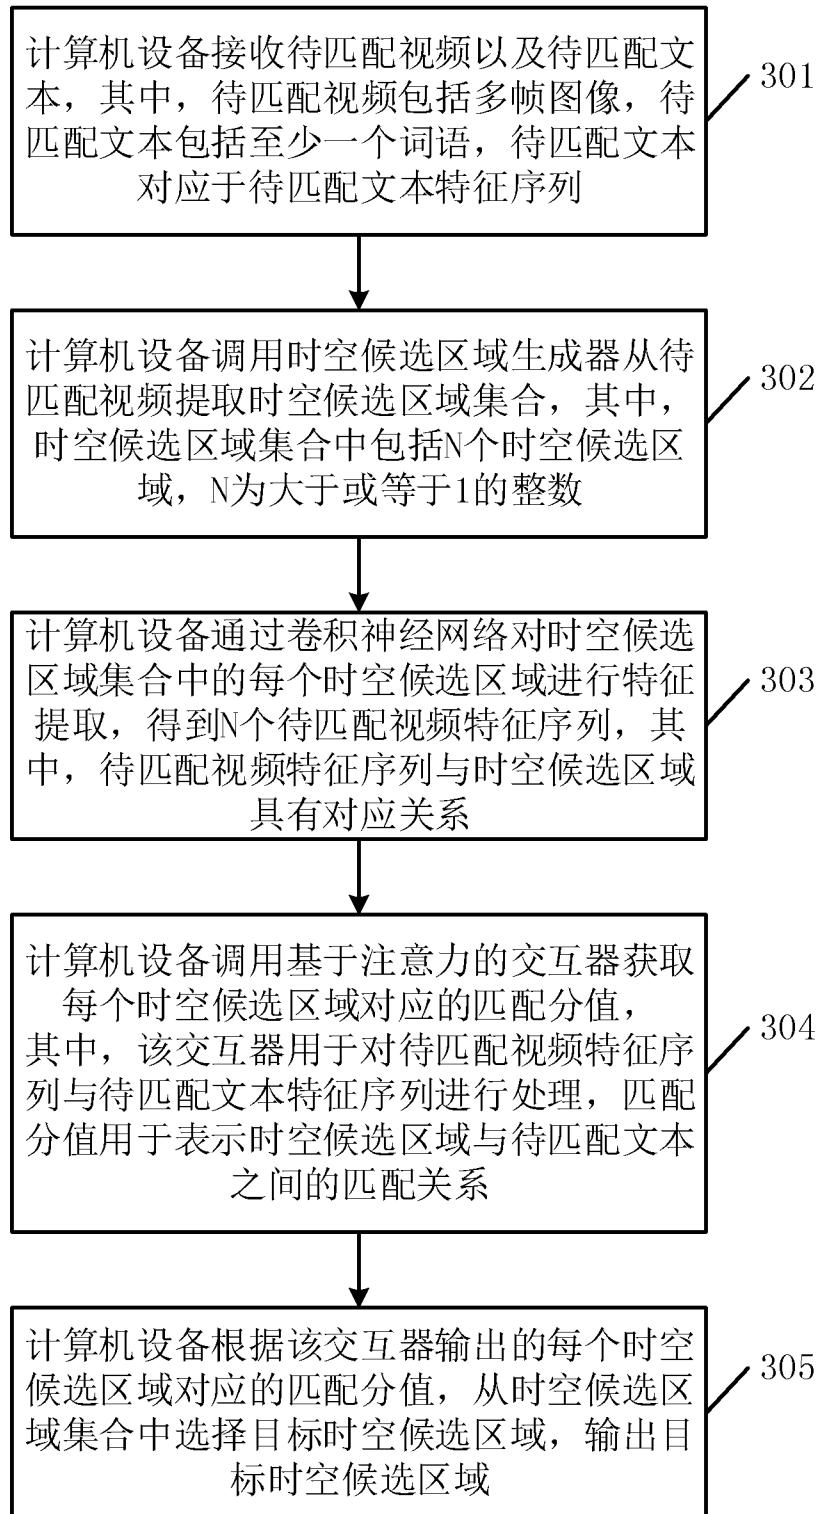 计算机设备接收待匹配视频以及待匹配文
本，其中，待匹配视频包括多帧图像，待
匹配文本包括至少一个词语，待匹配文本
对应于待匹配文本特征序列
301
计算机设备调用时空候选区域生成器从待
匹配视频提取时空候选区域集合，其中，
时空候选区域集合中包括N个时空候选区
域，N为大于或等于1的整数
302
计算机设备通过卷积神经网络对时空候选
区域集合中的每个时空候选区域进行特征
提取，得到N个待匹配视频特征序列，其
中，待匹配视频特征序列与时空候选区域
具有对应关系
303
计算机设备调用基于注意力的交互器获取
每个时空候选区域对应的匹配分值，
其中，该交互器用于对待匹配视频特征序
列与待匹配文本特征序列进行处理，匹配
分值用于表示时空候选区域与待匹配文本
之间的匹配关系
304
计算机设备根据该交互器输出的每个时空
候选区域对应的匹配分值，从时空候选区
域集合中选择目标时空候选区域，输出目
标时空候选区域
305